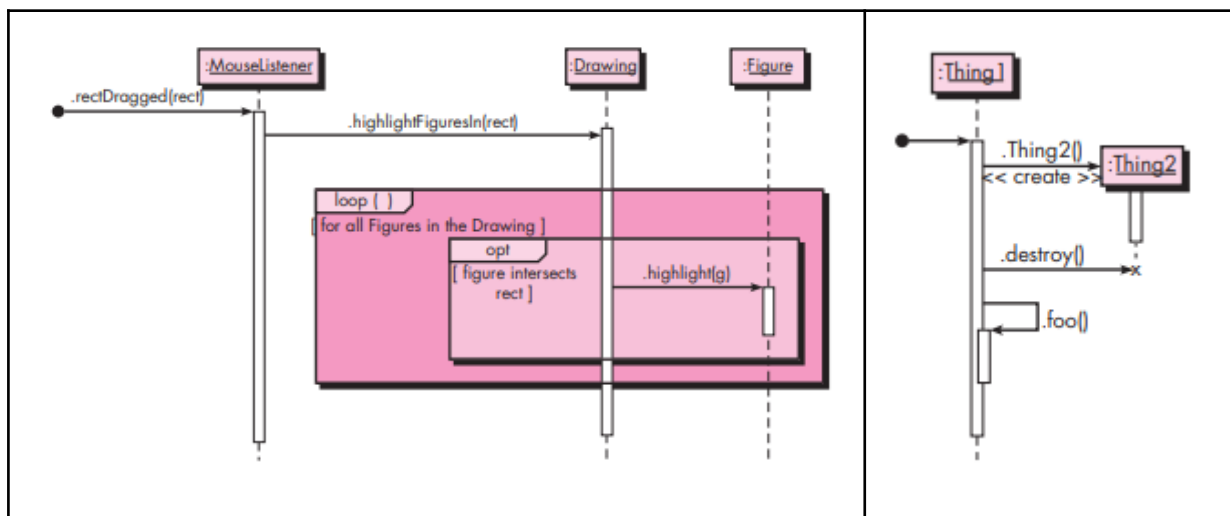 :MouseListener
:Drawing
:Figure
.rectDragged(rect)
.highlightFiguresIn(rect)
loop ( )
[ for all Figures in the Drawing ]
opt
[ figure intersects
rect ]
.highlight(g)
:Thing1
.Thing2()
<< create >>
:Thing2
.destroy()
x
.foo()